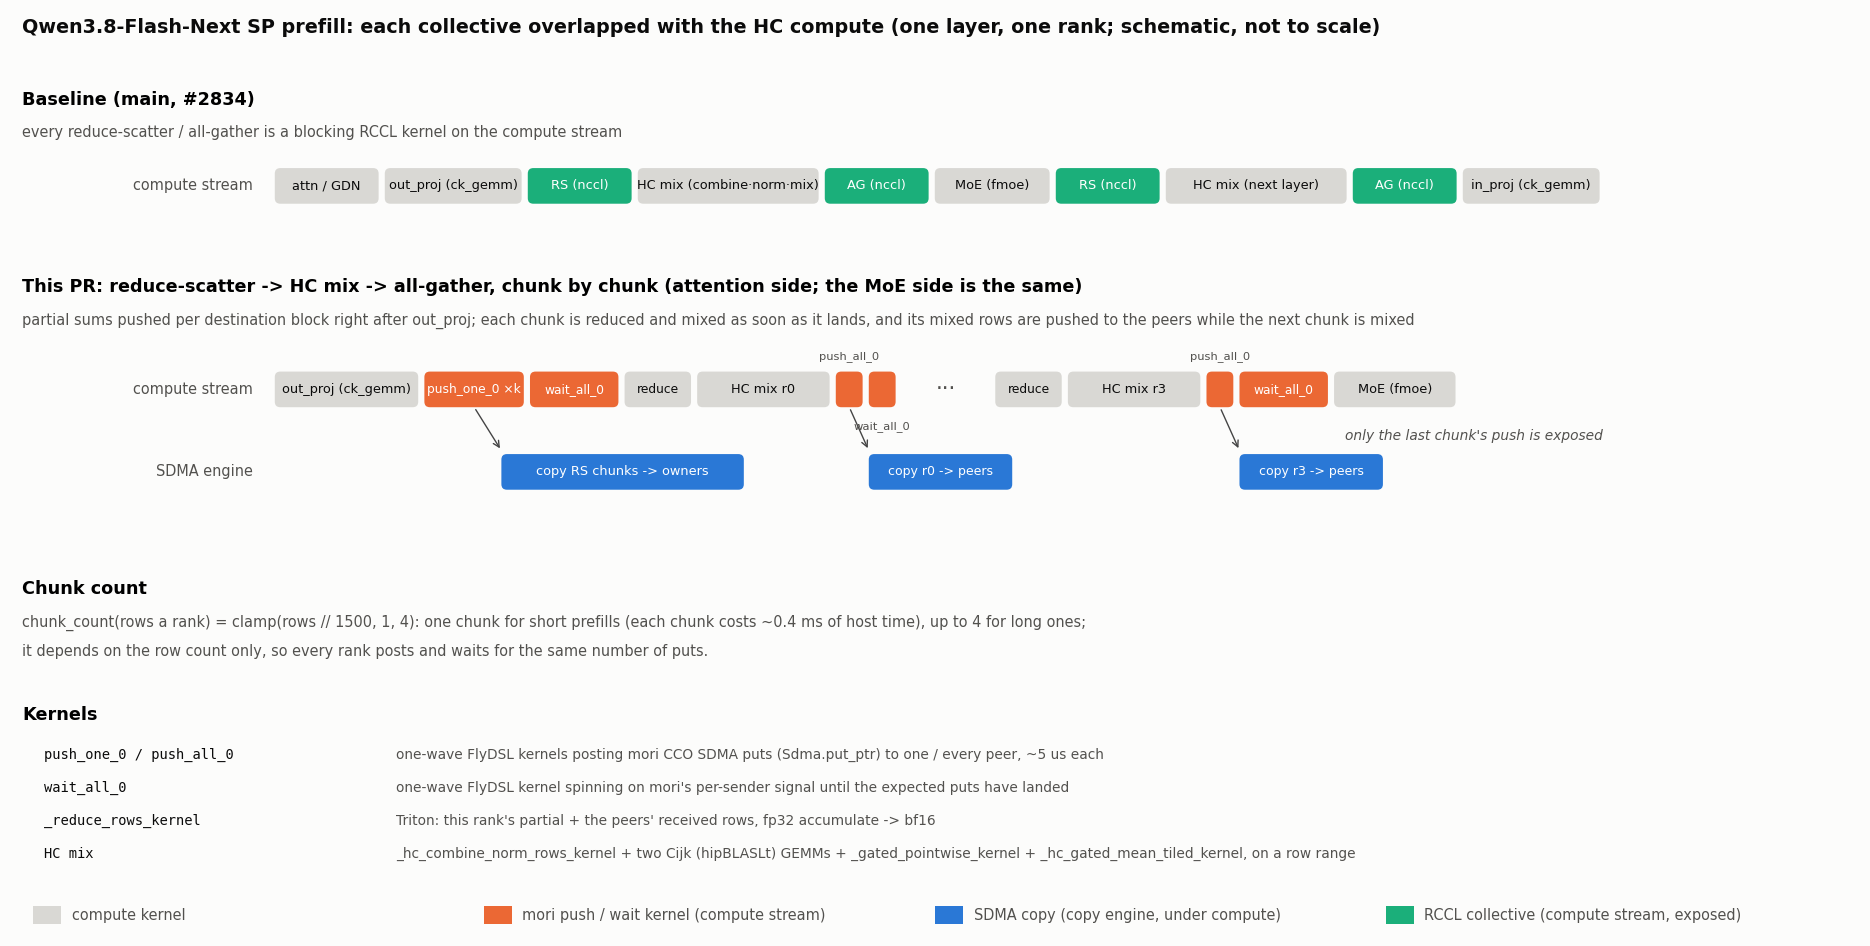 Qwen3.8-Flash-Next SP prefill: each collective overlapped with the HC compute (one layer, one rank; schematic, not to scale)
Baseline (main, #2834)
every reduce-scatter / all-gather is a blocking RCCL kernel on the compute stream
compute stream attn / GDN out_proj (ck_gemm) RS (nccl) HC mix (combine·norm·mix) AG (nccl) MoE (fmoe) RS (nccl) HC mix (next layer) AG (nccl) in_proj (ck_gemm)
This PR: reduce-scatter -> HC mix -> all-gather, chunk by chunk (attention side; the MoE side is the same)
partial sums pushed per destination block right after out_proj; each chunk is reduced and mixed as soon as it lands, and its mixed rows are pushed to the peers while the next chunk is mixed
push_all_0 push_all_0
compute stream out_proj (ck_gemm) push_one_0 ×k wait_all_0 reduce HC mix r0 ... reduce HC mix r3 wait_all_0 MoE (fmoe)
wait_all_0
only the last chunk's push is exposed
SDMA engine copy RS chunks -> owners copy r0 -> peers copy r3 -> peers
Chunk count
chunk_count(rows a rank) = clamp(rows // 1500, 1, 4): one chunk for short prefills (each chunk costs ~0.4 ms of host time), up to 4 for long ones;
it depends on the row count only, so every rank posts and waits for the same number of puts.
Kernels
push_one_0 / push_all_0 one-wave FlyDSL kernels posting mori CCO SDMA puts (Sdma.put_ptr) to one / every peer, ~5 us each
wait_all_0 one-wave FlyDSL kernel spinning on mori's per-sender signal until the expected puts have landed
_reduce_rows_kernel Triton: this rank's partial + the peers' received rows, fp32 accumulate -> bf16
HC mix _hc_combine_norm_rows_kernel + two Cijk (hipBLASLt) GEMMs + _gated_pointwise_kernel + _hc_gated_mean_tiled_kernel, on a row range
compute kernel mori push / wait kernel (compute stream) SDMA copy (copy engine, under compute) RCCL collective (compute stream, exposed)